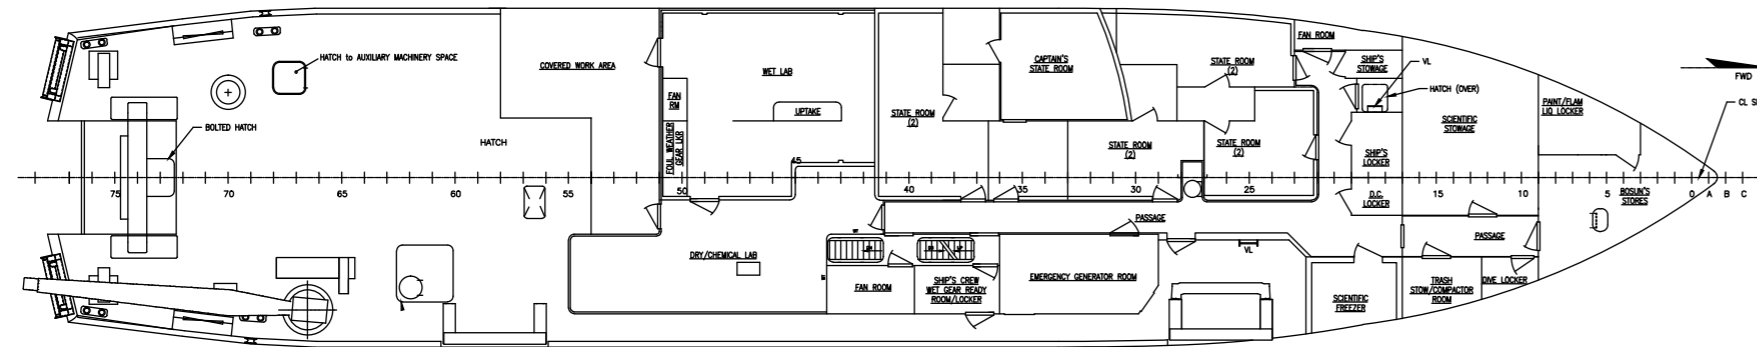 HATCH to AUXILIARY MACHINERY SPACE
BOLTED HATCH
COVERED WORK AREA
HATCH
FAN
RM
FOUL WEATHER
GEAR LKR
WET LAB
UPTAKE
45
STATE ROOM
(2)
CAPTAIN'S
STATE ROOM
STATE ROOM
(2)
STATE ROOM
(2)
STATE ROOM
(2)
FAN ROOM
SHIP'S
STOWAGE
VL
HATCH (OVER)
SHIP'S
LOCKER
D.C.
LOCKER
SCIENTIFIC
STOWAGE
PAINT/FLAM
LIQ LOCKER
FWD
CL
75 70 65 60 55 50 40 35 30 25 15 10 5 0 A B C
BOSUN'S
STORES
PASSAGE
PASSAGE
DRY/CHEMICAL LAB
FAN ROOM
SHIP'S CREW
WET GEAR READY
ROOM/LOCKER
EMERGENCY GENERATOR ROOM
VL
SCIENTIFIC
FREEZER
TRASH
STOW/COMPACTOR
ROOM
DIVE LOCKER